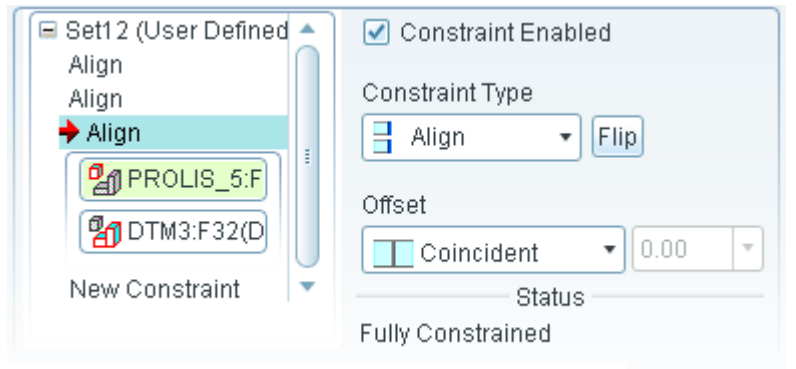 Set12 (User Defined
Align
Align
Align
PROLIS_5:F
DTM3:F32(D
New Constraint
Constraint Enabled
Constraint Type
Align
Flip
Offset
Coincident
0.00
Status
Fully Constrained